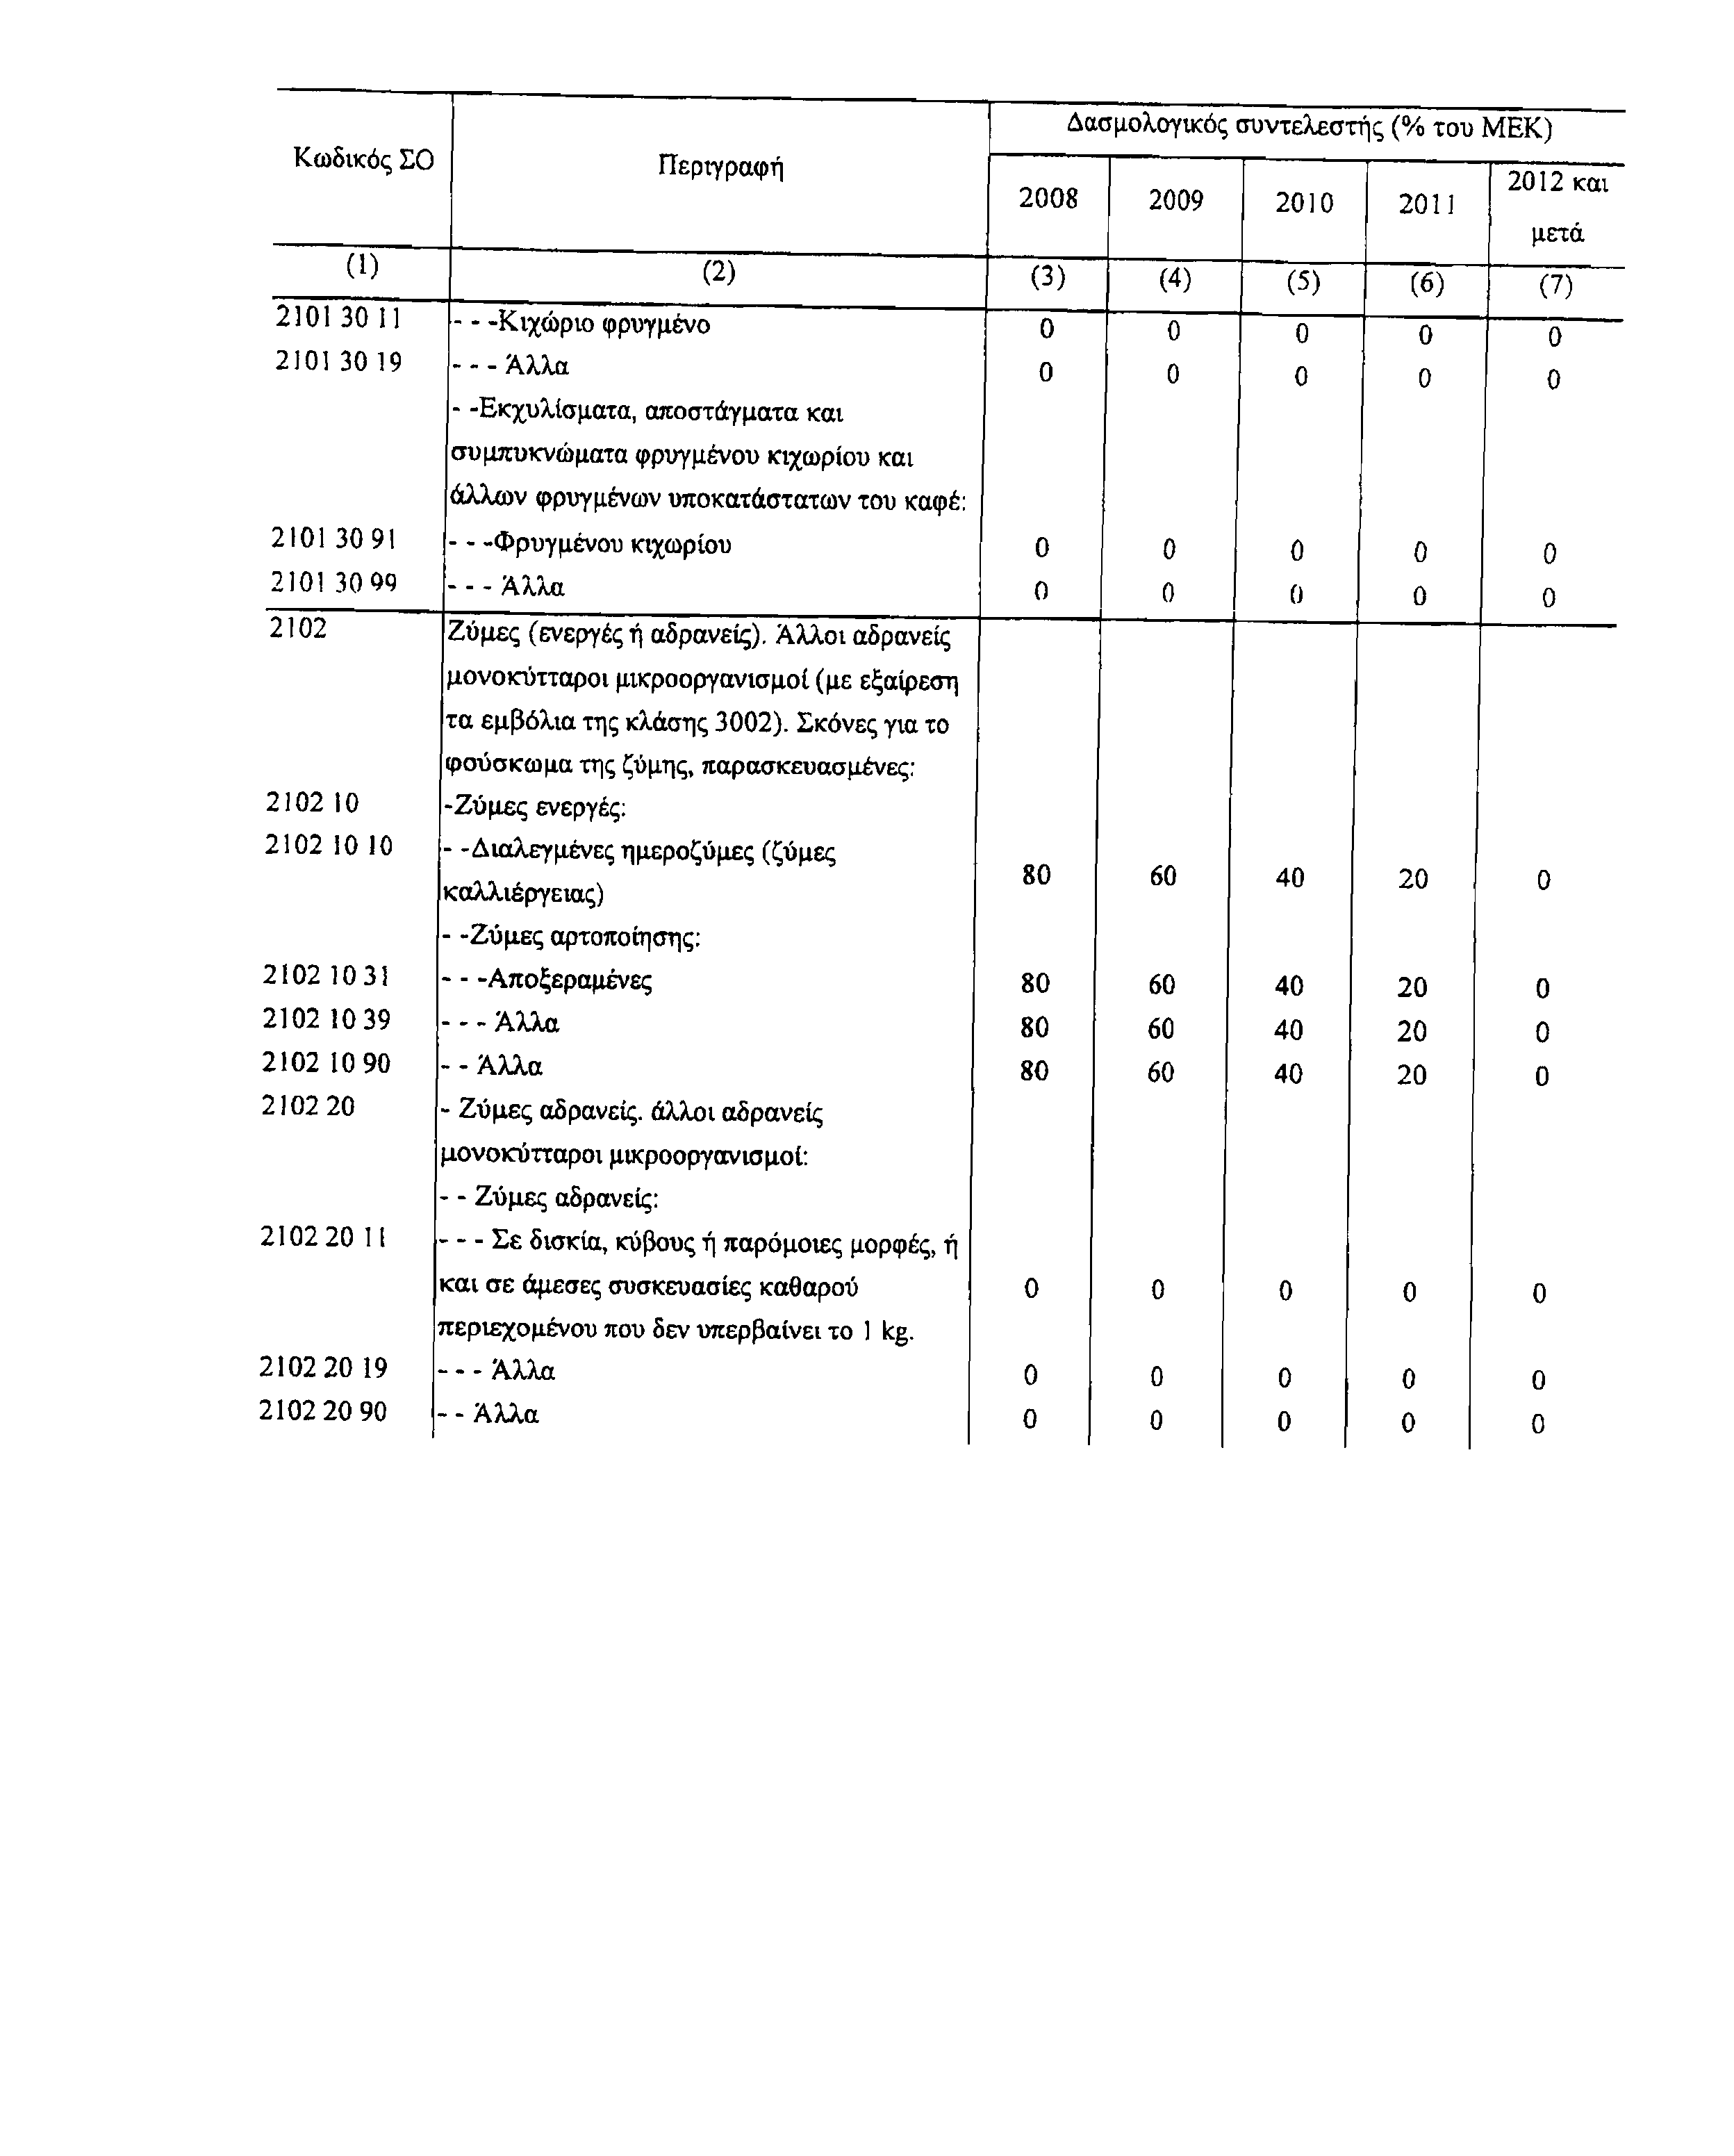 Κωδικός ΣΟ Περιγραφή Δασμολογικός συντελεστής (% του ΜΕΚ)
2008 2009 2010 2011 2012 και
μετά
(1) (2) (3) (4) (5) (6) (7)
2101 30 11 - - -Κιχώριο φρυγμένο 0 0 0 0 0
2101 30 19 - - - Άλλα 0 0 0 0 0
- -Εκχυλίσματα, αποστάγματα και
συμπυκνώματα φρυγμένου κιχωρίου και
άλλων φρυγμένων υποκατάστατων του καφέ:
2101 30 91 - - -Φρυγμένου κιχωρίου 0 0 0 0 0
2101 30 99 - - - Άλλα 0 0 0 0 0
2102 Ζύμες (ενεργές ή αδρανείς). Άλλοι αδρανείς
μονοκύτταροι μικροοργανισμοί (με εξαίρεση
τα εμβόλια της κλάσης 3002). Σκόνες για το
φούσκωμα της ζύμης, παρασκευασμένες:
2102 10 -Ζύμες ενεργές:
2102 10 10 - -Διαλεγμένες ημεροζύμες (ζύμες
καλλιέργειας) 80 60 40 20 0
- -Ζύμες αρτοποίησης:
2102 10 31 - - -Αποξεραμένες 80 60 40 20 0
2102 10 39 - - - Άλλα 80 60 40 20 0
2102 10 90 - - Άλλα 80 60 40 20 0
2102 20 - Ζύμες αδρανείς. άλλοι αδρανείς
μονοκύτταροι μικροοργανισμοί:
- - Ζύμες αδρανείς:
2102 20 11 - - - Σε δισκία, κύβους ή παρόμοιες μορφές, ή
και σε άμεσες συσκευασίες καθαρού 0 0 0 0 0
περιεχομένου που δεν υπερβαίνει το 1 kg.
2102 20 19 - - - Άλλα 0 0 0 0 0
2102 20 90 - - Άλλα 0 0 0 0 0